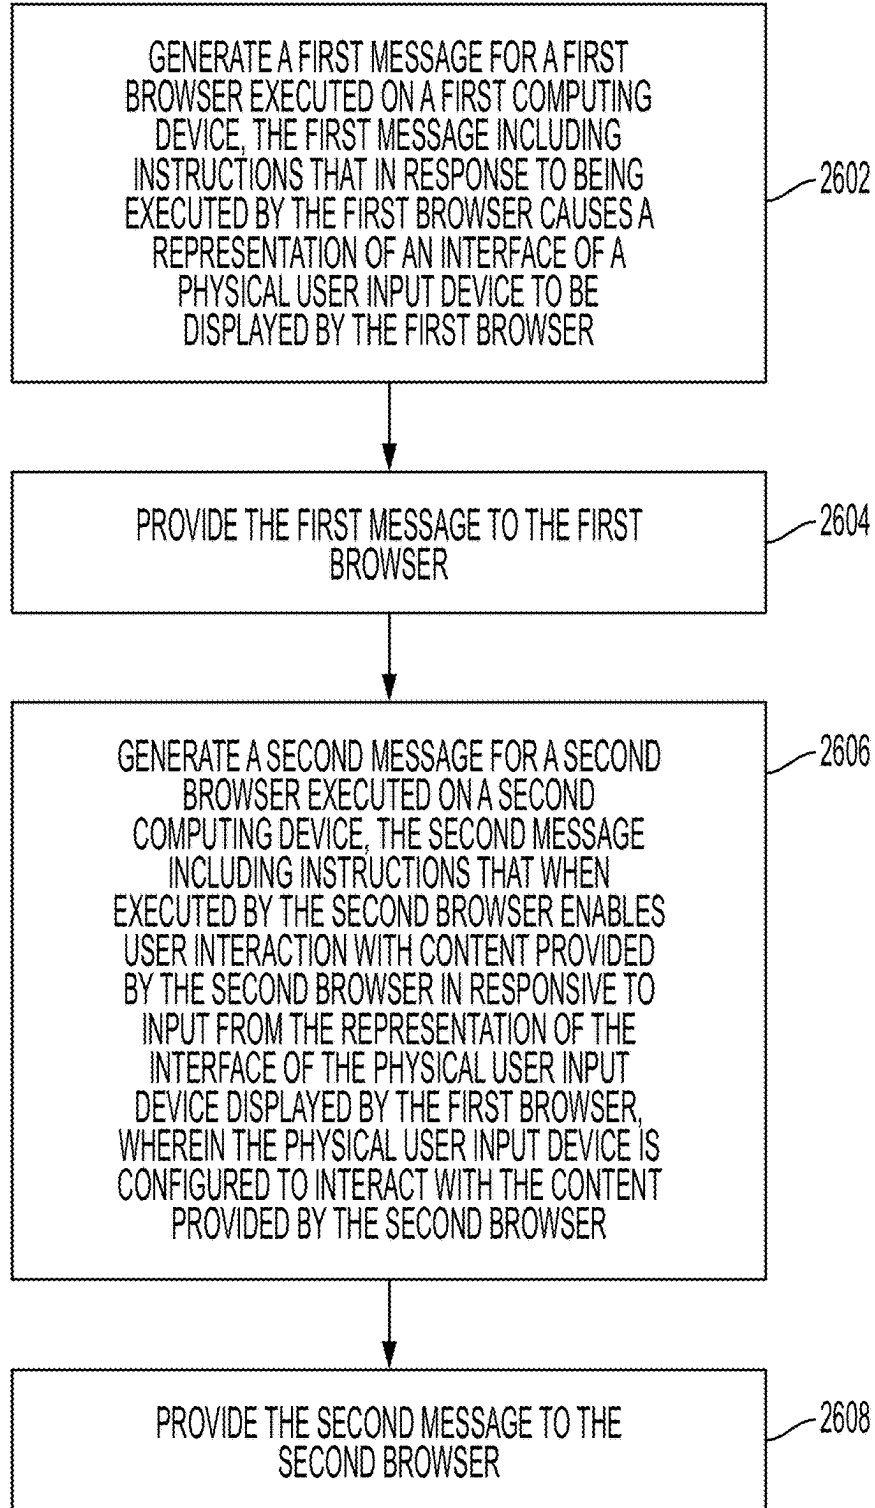 GENERATE A FIRST MESSAGE FOR A FIRST
BROWSER EXECUTED ON A FIRST COMPUTING
DEVICE, THE FIRST MESSAGE INCLUDING
INSTRUCTIONS THAT IN RESPONSE TO BEING
EXECUTED BY THE FIRST BROWSER CAUSES A
REPRESENTATION OF AN INTERFACE OF A
PHYSICAL USER INPUT DEVICE TO BE
DISPLAYED BY THE FIRST BROWSER
2602
PROVIDE THE FIRST MESSAGE TO THE FIRST
BROWSER
2604
GENERATE A SECOND MESSAGE FOR A SECOND
BROWSER EXECUTED ON A SECOND
COMPUTING DEVICE, THE SECOND MESSAGE
INCLUDING INSTRUCTIONS THAT WHEN
EXECUTED BY THE SECOND BROWSER ENABLES
USER INTERACTION WITH CONTENT PROVIDED
BY THE SECOND BROWSER IN RESPONSIVE TO
INPUT FROM THE REPRESENTATION OF THE
INTERFACE OF THE PHYSICAL USER INPUT
DEVICE DISPLAYED BY THE FIRST BROWSER,
WHEREIN THE PHYSICAL USER INPUT DEVICE IS
CONFIGURED TO INTERACT WITH THE CONTENT
PROVIDED BY THE SECOND BROWSER
2606
PROVIDE THE SECOND MESSAGE TO THE
SECOND BROWSER
2608